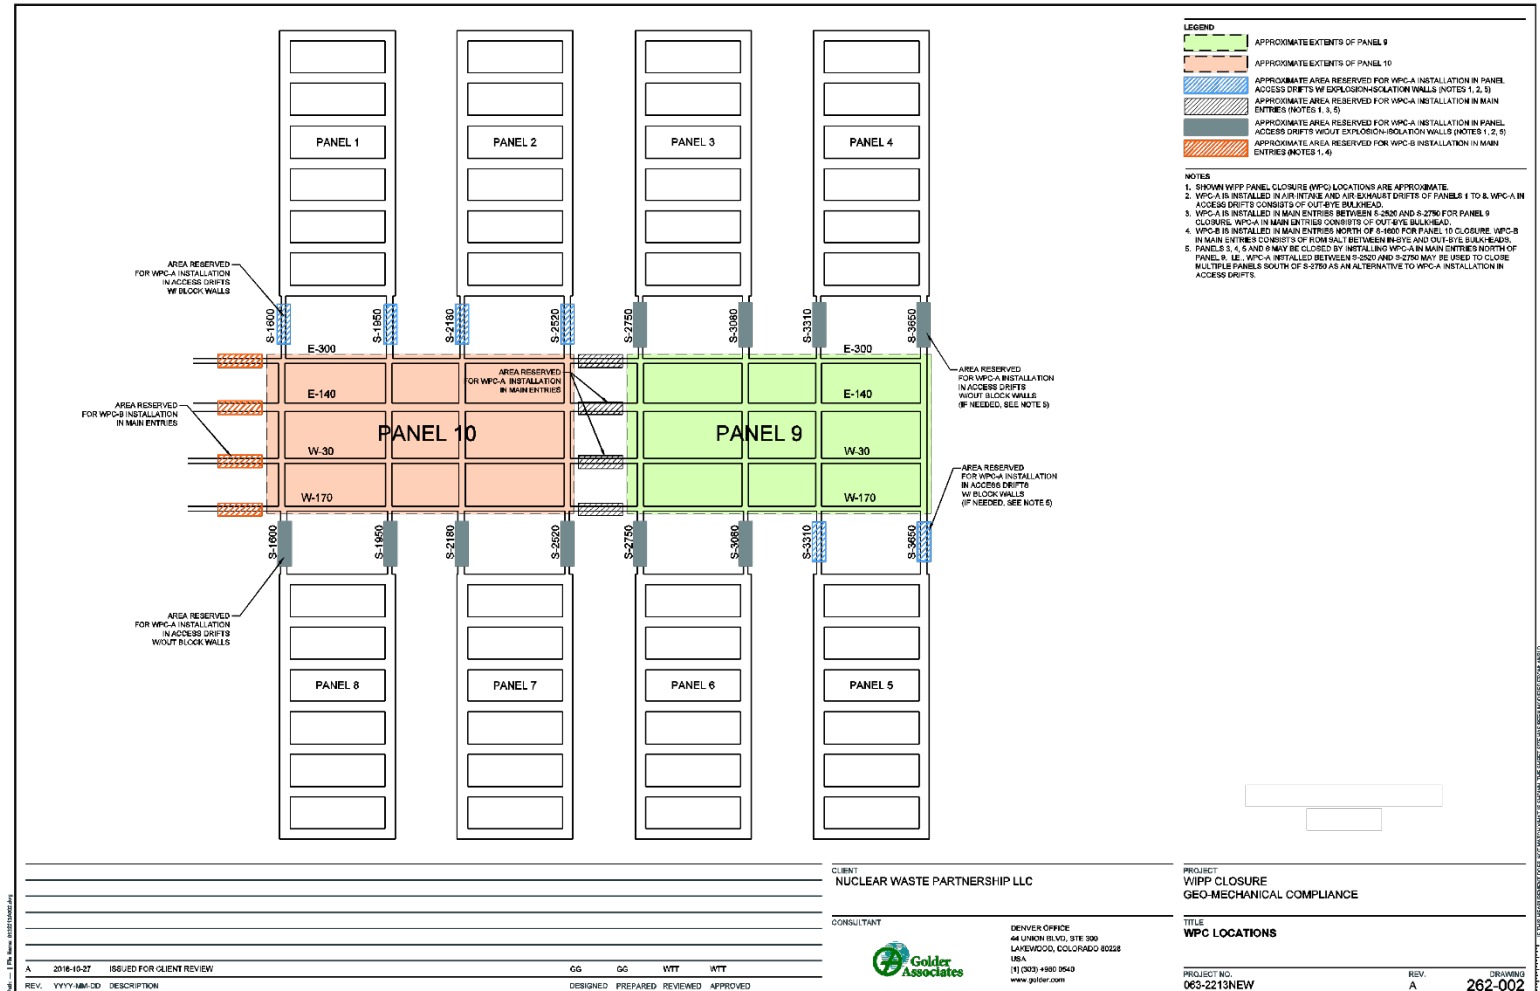 LEGEND
APPROXIMATE EXTENTS OF PANEL 9
APPROXIMATE EXTENTS OF PANEL 10
APPROXIMATE AREA RESERVED FOR WPC-A INSTALLATION IN PANEL
ACCESS DRIFTS W/ EXPLOSION-ISOLATION WALLS (NOTES 1, 2, 5)
APPROXIMATE AREA RESERVED FOR WPC-A INSTALLATION IN MAIN
ENTRIES (NOTES 1, 3, 5)
APPROXIMATE AREA RESERVED FOR WPC-A INSTALLATION IN PANEL
ACCESS DRIFTS W/OUT EXPLOSION-ISOLATION WALLS (NOTES 1, 2, 5)
APPROXIMATE AREA RESERVED FOR WPC-B INSTALLATION IN MAIN
ENTRIES (NOTES 1, 4)
NOTES
1. SHOWN WIPP PANEL CLOSURE (WPC) LOCATIONS ARE APPROXIMATE.
2. WPC-A IS INSTALLED IN AIR-INTAKE AND AIR-EXHAUST DRIFTS OF PANELS 1 TO 8. WPC-A IN
ACCESS DRIFTS CONSISTS OF OUT-BYE BULKHEAD.
3. WPC-A IS INSTALLED IN MAIN ENTRIES BETWEEN S-2520 AND S-2750 FOR PANEL 9
CLOSURE. WPC-A IN MAIN ENTRIES CONSISTS OF OUT-BYE BULKHEAD.
4. WPC-B IS INSTALLED IN MAIN ENTRIES NORTH OF S-1600 FOR PANEL 10 CLOSURE. WPC-B
IN MAIN ENTRIES CONSISTS OF ROM SALT BETWEEN IN-BYE AND OUT-BYE BULKHEADS.
5. PANELS 3, 4, 5 AND 6 MAY BE CLOSED BY INSTALLING WPC-A IN MAIN ENTRIES NORTH OF
PANEL 9. I.E., WPC-A INSTALLED BETWEEN S-2520 AND S-2750 MAY BE USED TO CLOSE
MULTIPLE PANELS SOUTH OF S-2750 AS AN ALTERNATIVE TO WPC-A INSTALLATION IN
ACCESS DRIFTS.
PANEL 1
PANEL 2
PANEL 3
PANEL 4
AREA RESERVED
FOR WPC-A INSTALLATION
IN ACCESS DRIFTS
W/ BLOCK WALLS
S-1600
S-1950
S-2180
S-2520
S-2750
S-3080
S-3310
S-3650
E-300
E-300
AREA RESERVED
FOR WPC-A INSTALLATION
IN MAIN ENTRIES
AREA RESERVED
FOR WPC-A INSTALLATION
IN ACCESS DRIFTS
W/OUT BLOCK WALLS
(IF NEEDED, SEE NOTE 5)
E-140
E-140
AREA RESERVED
FOR WPC-B INSTALLATION
IN MAIN ENTRIES
PANEL 10
PANEL 9
W-30
W-30
AREA RESERVED
FOR WPC-A INSTALLATION
IN ACCESS DRIFTS
W/ BLOCK WALLS
(IF NEEDED, SEE NOTE 5)
W-170
W-170
S-1600
S-1950
S-2180
S-2520
S-2750
S-3080
S-3310
S-3650
AREA RESERVED
FOR WPC-A INSTALLATION
IN ACCESS DRIFTS
W/OUT BLOCK WALLS
PANEL 8
PANEL 7
PANEL 6
PANEL 5
CLIENT
NUCLEAR WASTE PARTNERSHIP LLC
PROJECT
WIPP CLOSURE
GEO-MECHANICAL COMPLIANCE
CONSULTANT
Golder
Associates
DENVER OFFICE
44 UNION BLVD, STE 300
LAKEWOOD, COLORADO 80228
USA
[1] (303) +980 0540
www.golder.com
TITLE
WPC LOCATIONS
A 2016-10-27 ISSUED FOR CLIENT REVIEW GG GG WTT WTT
REV. YYYY-MM-DD DESCRIPTION DESIGNED PREPARED REVIEWED APPROVED
PROJECT NO.
063-2213NEW
REV.
A
DRAWING
262-002